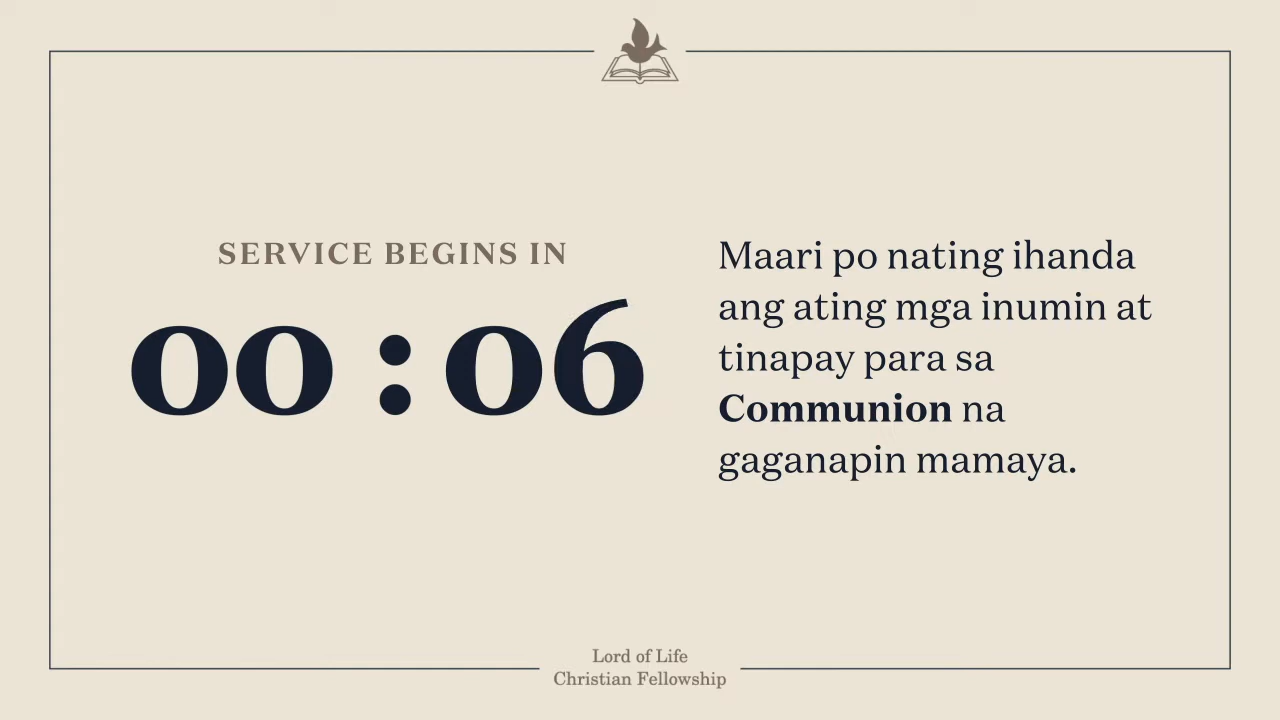 SERVICE BEGINS IN
00 : 06
Maari po nating ihanda
ang ating mga inumin at
tinapay para sa
Communion na
gaganapin mamaya.
Lord of Life
Christian Fellowship